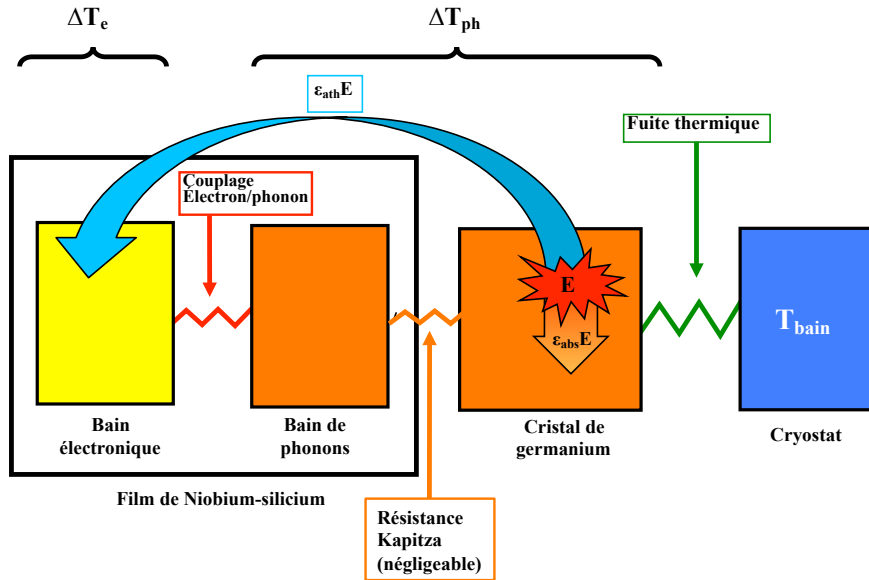 ΔTe
ΔTph
εathE
Fuite thermique
Couplage
Électron/phonon
E
εabsE
Tbain
Bain
électronique
Bain de
phonons
Cristal de
germanium
Cryostat
Film de Niobium-silicium
Résistance
Kapitza
(négligeable)